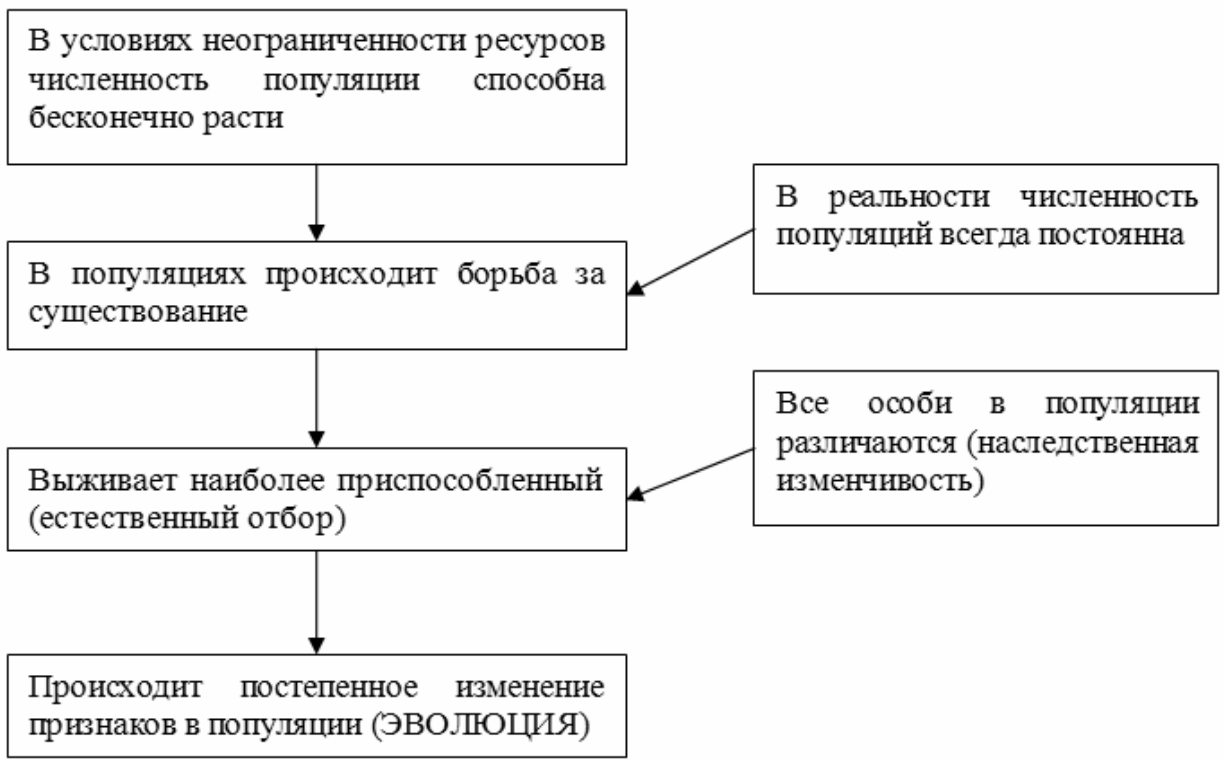 В условиях неограниченности ресурсов
численность популяции способна
бесконечно расти
В реальности численность
популяций всегда постоянна
В популяциях происходит борьба за
существование
Все особи в популяции
различаются (наследственная
изменчивость)
Выживает наиболее приспособленный
(естественный отбор)
Происходит постепенное изменение
признаков в популяции (ЭВОЛЮЦИЯ)